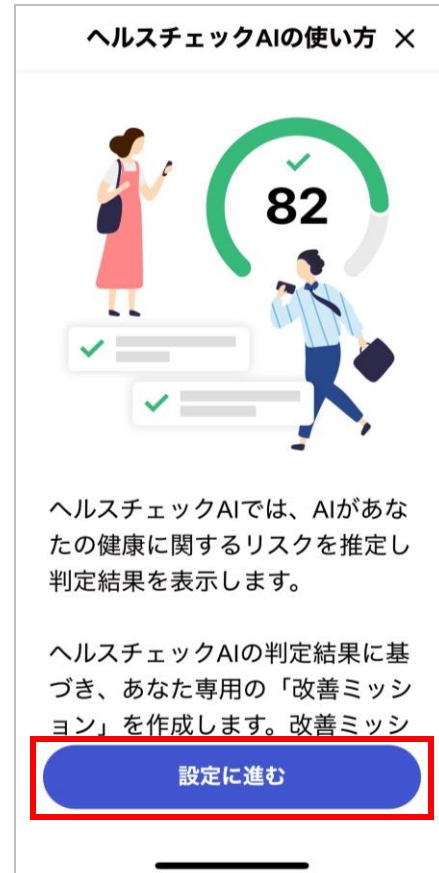 ヘルスチェックAIの使い方 ×
82
ヘルスチェックAIでは、AIがあな
たの健康に関するリスクを推定し
判定結果を表示します。
ヘルスチェックAIの判定結果に基
づき、あなた専用の「改善ミッシ
ョン」を作成します。改善ミッシ
設定に進む